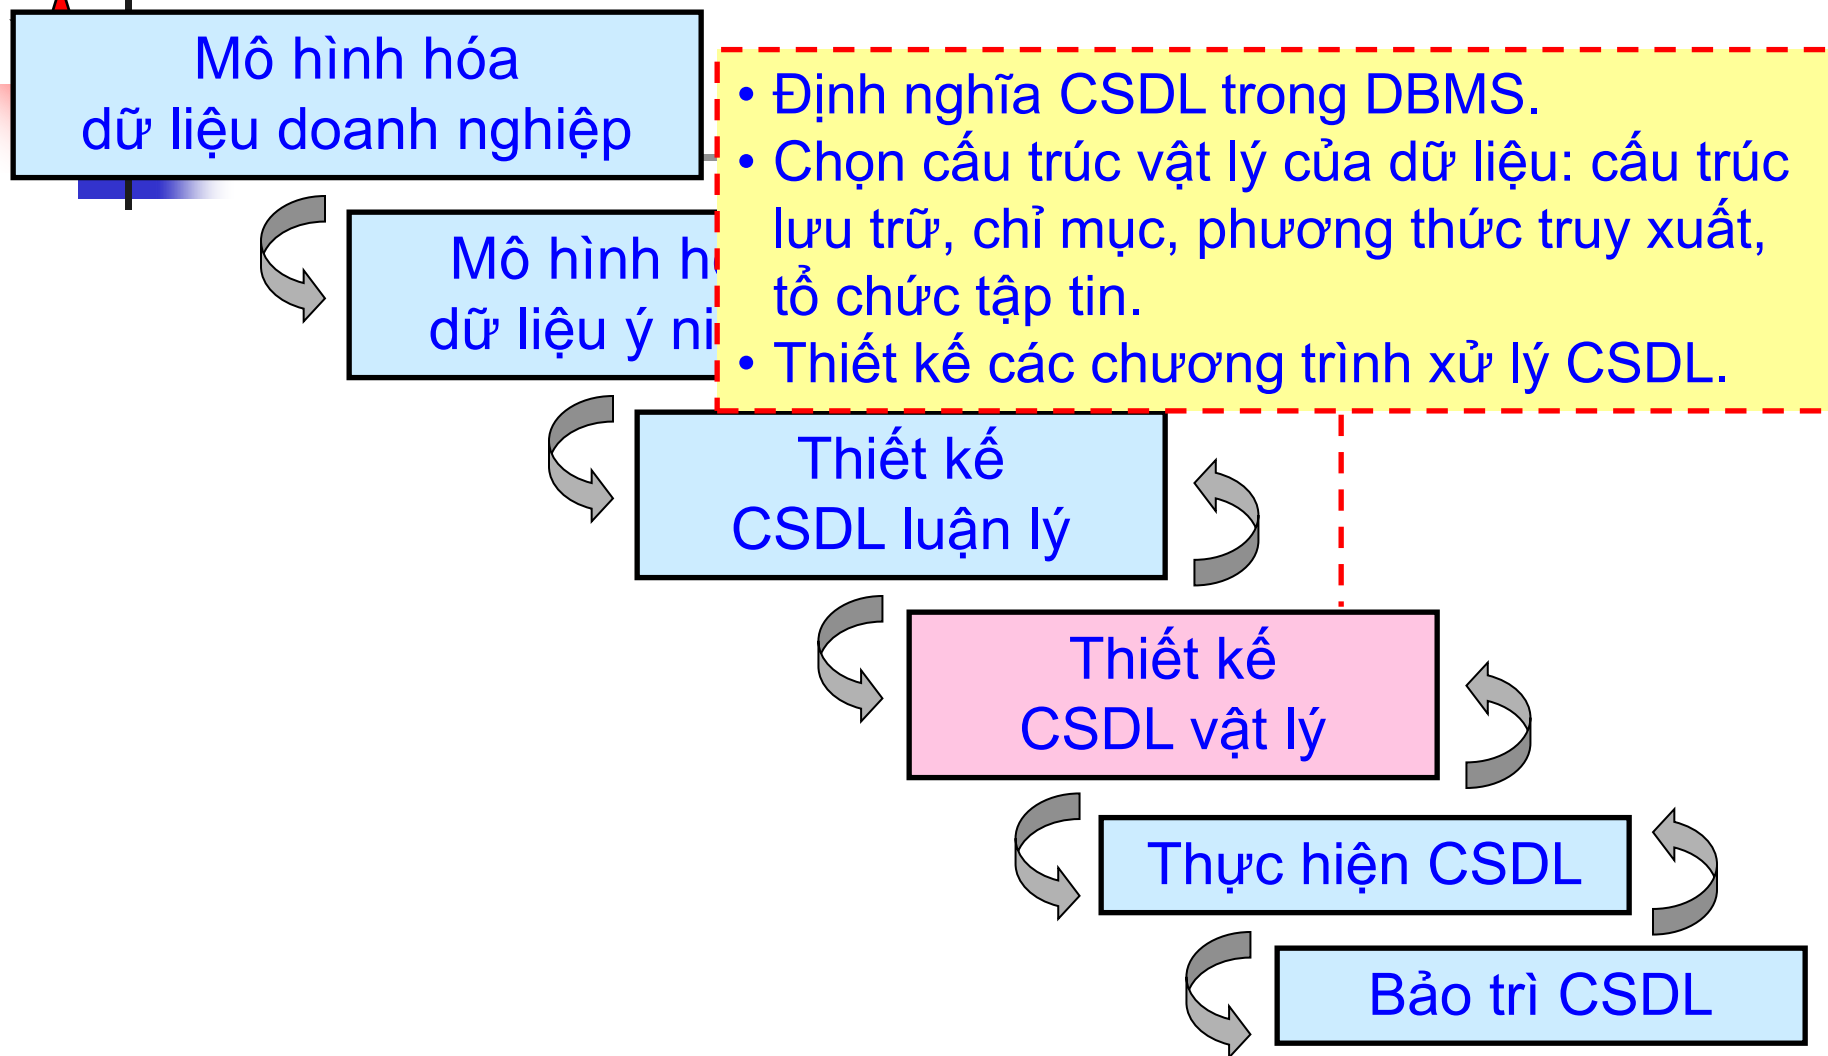 Mô hình hóa
dữ liệu doanh nghiệp
• Định nghĩa CSDL trong DBMS.
• Chọn cấu trúc vật lý của dữ liệu: cấu trúc
lưu trữ, chỉ mục, phương thức truy xuất,
tổ chức tập tin.
• Thiết kế các chương trình xử lý CSDL.
Mô hình
dữ liệu ý
Thiết kế
CSDL luận lý
Thiết kế
CSDL vật lý
Thực hiện CSDL
Bảo trì CSDL